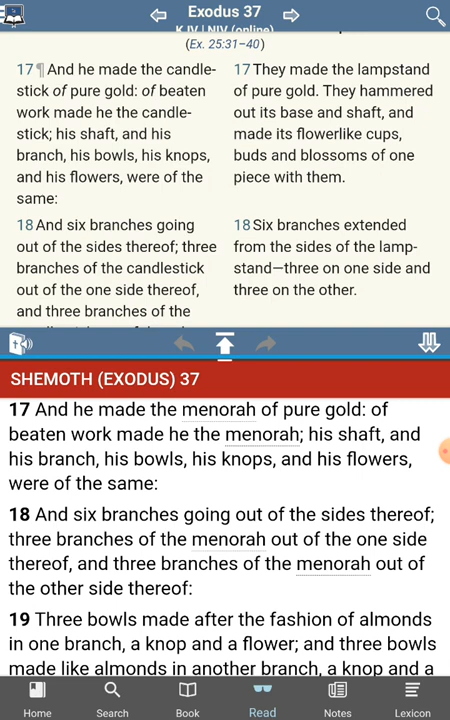 Exodus 37
KJV | NIV (online)
(Ex. 25:31–40)
17¶ And he made the candle-
stick of pure gold: of beaten
work made he the candle-
stick; his shaft, and his
branch, his bowls, his knops,
and his flowers, were of the
same:
18 And six branches going
out of the sides thereof; three
branches of the candlestick
out of the one side thereof,
and three branches of the
17 They made the lampstand
of pure gold. They hammered
out its base and shaft, and
made its flowerlike cups,
buds and blossoms of one
piece with them.
18 Six branches extended
from the sides of the lamp-
stand—three on one side and
three on the other.
SHEMOTH (EXODUS) 37
17 And he made the menorah of pure gold: of
beaten work made he the menorah; his shaft, and
his branch, his bowls, his knops, and his flowers,
were of the same:
18 And six branches going out of the sides thereof;
three branches of the menorah out of the one side
thereof, and three branches of the menorah out of
the other side thereof:
19 Three bowls made after the fashion of almonds
in one branch, a knop and a flower; and three bowls
made like almonds in another branch, a knop and a
Home
Search
Book
Read
Notes
Lexicon